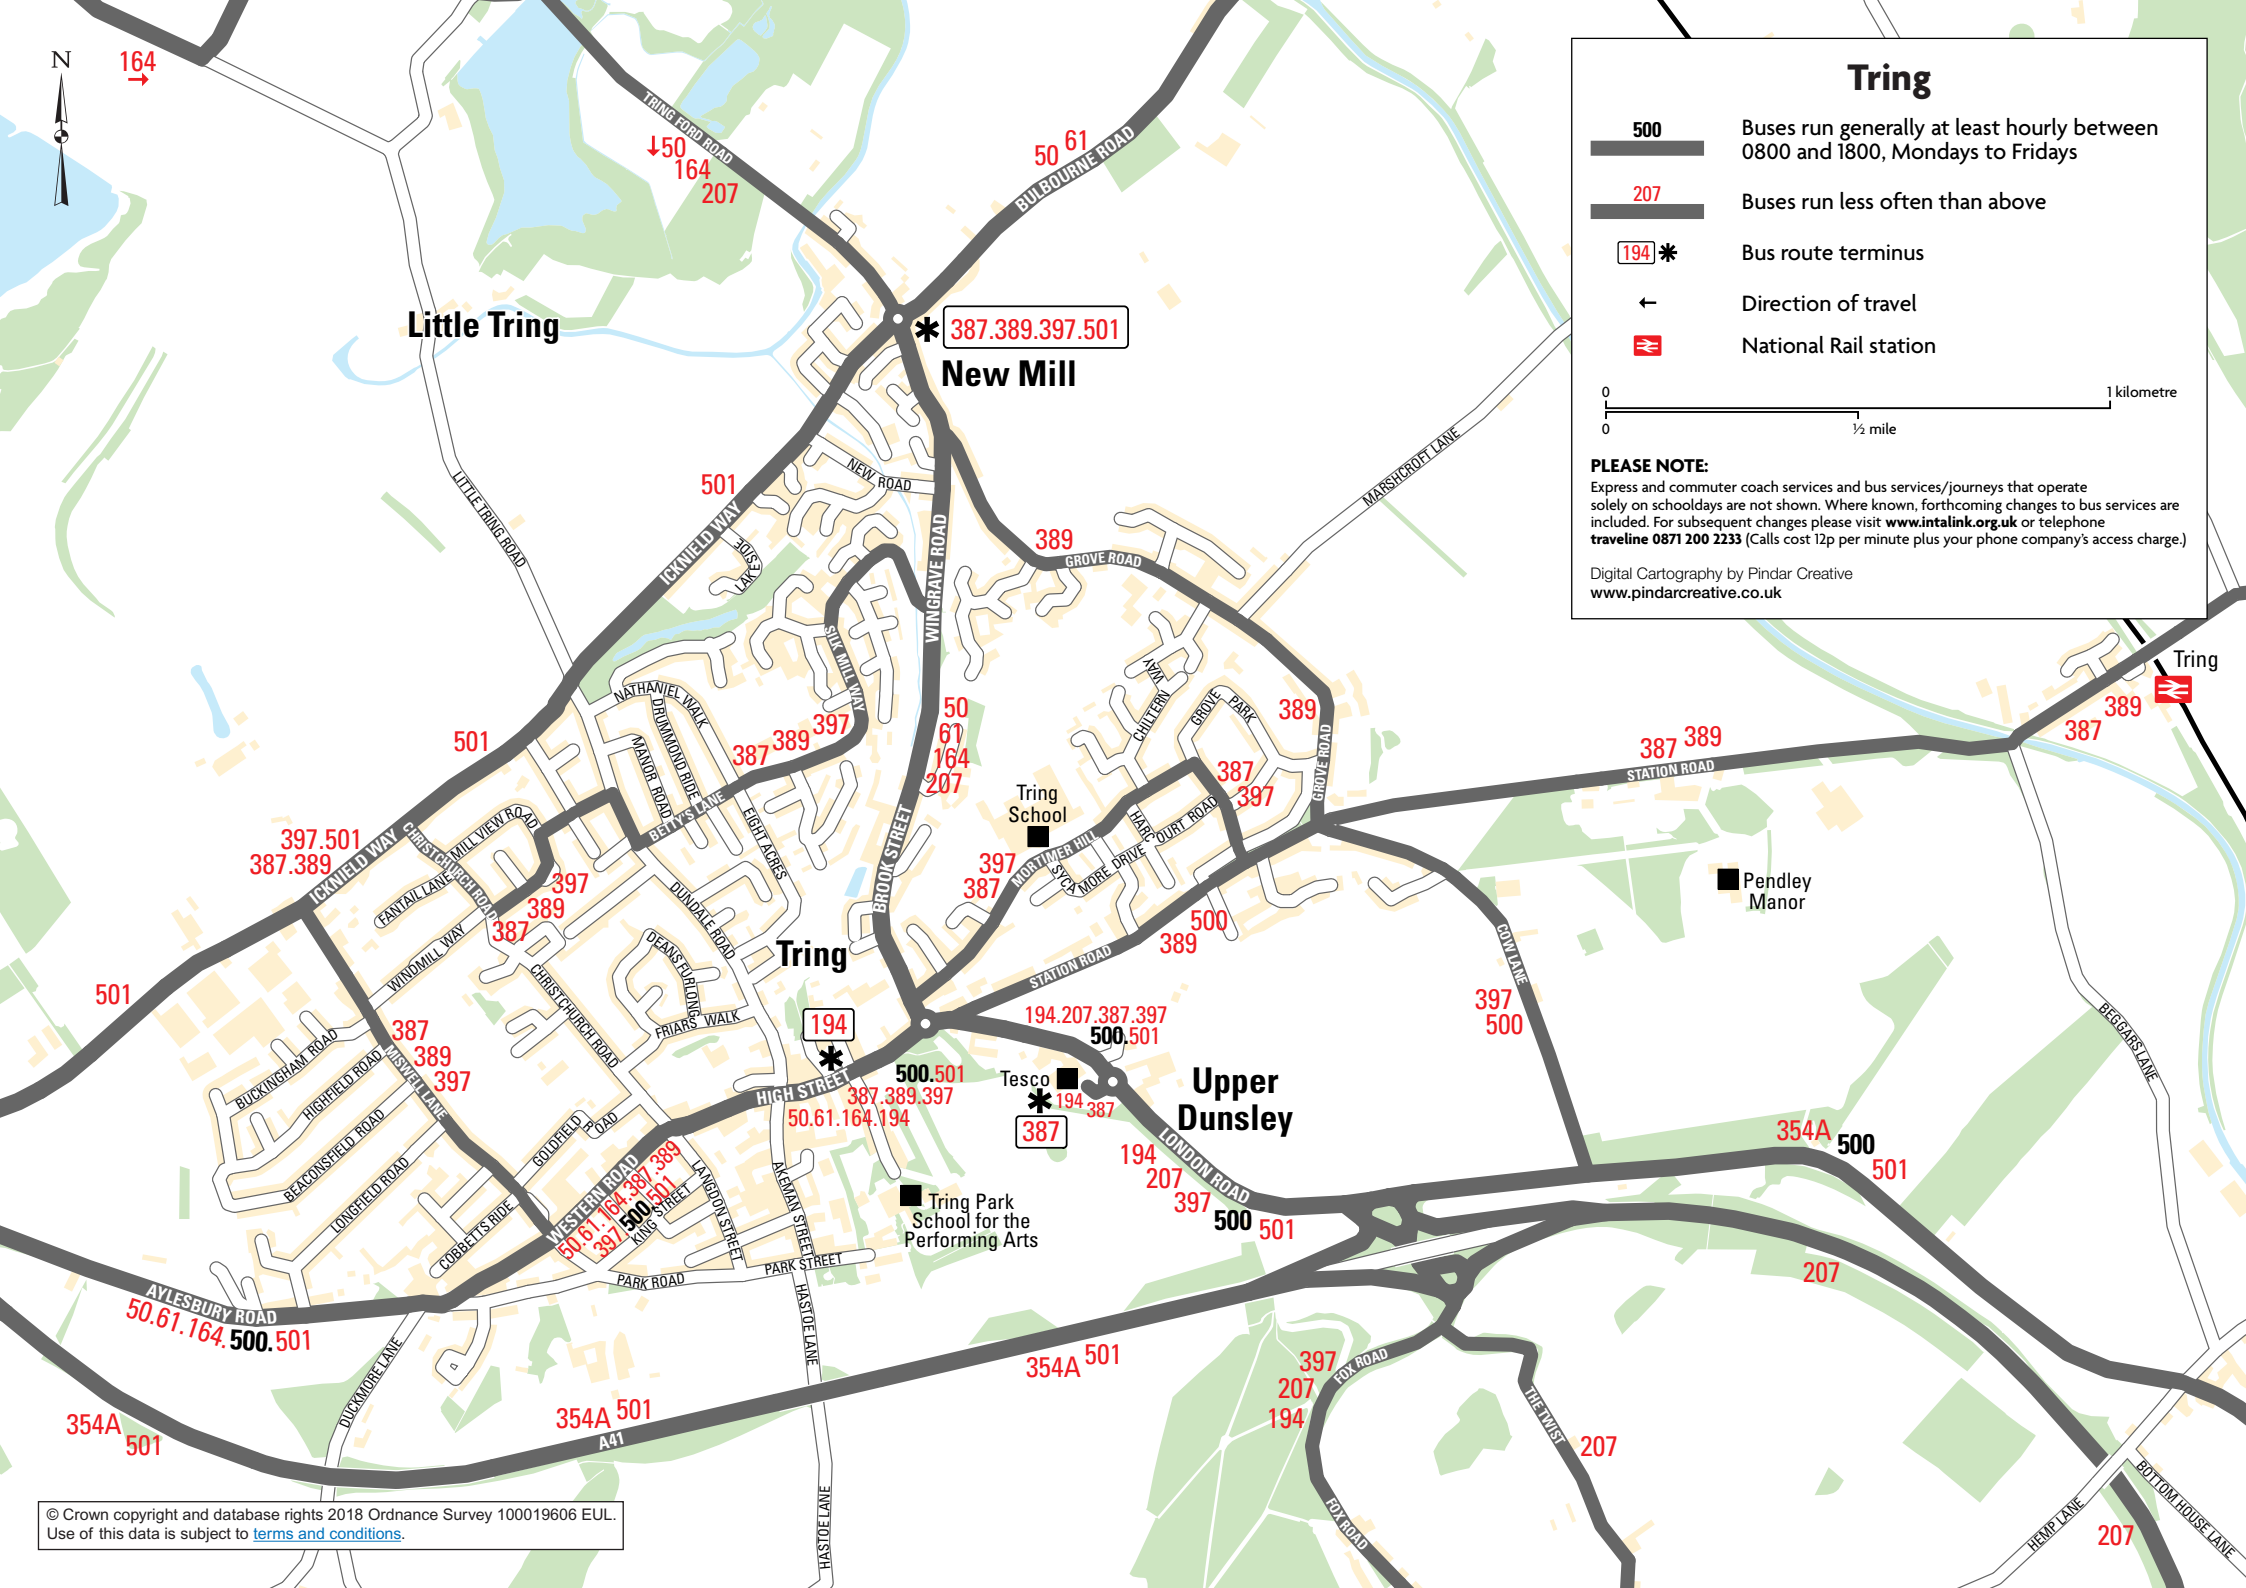 N
164
→
TRING FORD ROAD
↓50
164
207
50 61
BULBOURNE ROAD
Tring
500
Buses run generally at least hourly between
0800 and 1800, Mondays to Fridays
207
Buses run less often than above
194 *
Bus route terminus
←
Direction of travel
National Rail station
0
1 kilometre
0
½ mile
PLEASE NOTE:
Express and commuter coach services and bus services/journeys that operate
solely on schooldays are not shown. Where known, forthcoming changes to bus services are
included. For subsequent changes please visit www.intalink.org.uk or telephone
traveline 0871 200 2233 (Calls cost 12p per minute plus your phone company's access charge.)
Digital Cartography by Pindar Creative
www.pindarcreative.co.uk
Little Tring
* 387.389.397.501
New Mill
LITTLE TRING ROAD
501
ICKNIELD WAY
NEW ROAD
LAKESIDE
WINGRAVE ROAD
MARSHCROFT LANE
389
GROVE ROAD
SILK MILL WAY
NATHANIEL WALK
DRUMMOND RIDE
MANOR ROAD
501
387 389 397
BETTY'S LANE
EIGHT ACRES
50
61
164
207
BROOK STREET
CHILTERN WAY
GROVE PARK
389
GROVE ROAD
387
397
Tring
School
397
387
MORTIMER HILL
HARCOURT ROAD
SYCAMORE DRIVE
387 389
STATION ROAD
387
389
Tring
Pendley
Manor
397.501
387.389
ICKNIELD WAY
CHRISTCHURCH ROAD
MILL VIEW ROAD
FANTAIL LANE
WINDMILL WAY
397
389
387
DUNDALE ROAD
DEANS FURLONG
FRIARS WALK
CHRISTCHURCH ROAD
Tring
501
387
389
397
MISWELL LANE
BUCKINGHAM ROAD
HIGHFIELD ROAD
BEACONSFIELD ROAD
LONGFIELD ROAD
GOLDFIELD ROAD
COBBETTS RIDE
500
389
STATION ROAD
COW LANE
397
500
BEGGARS LANE
194
*
HIGH STREET
500.501
387.389.397
50.61.164.194
194.207.387.397
500.501
Tesco
*
194
387
387
Upper
Dunsley
LONDON ROAD
194
207
397
500
501
354A
500
501
WESTERN ROAD
50.61.164.387.389
397.500.501
KING STREET
LANGDON STREET
AKEMAN STREET
PARK ROAD
PARK STREET
Tring Park
School for the
Performing Arts
AYLESBURY ROAD
50.61.164.500.501
DUCKMORE LANE
HASTOE LANE
354A 501
A41
354A 501
354A
501
397
207
194
FOX ROAD
THE TWIST
207
FOX ROAD
207
HASTOE LANE
HEMP LANE
BOTTOM HOUSE LANE
207
© Crown copyright and database rights 2018 Ordnance Survey 100019606 EUL.
Use of this data is subject to terms and conditions.